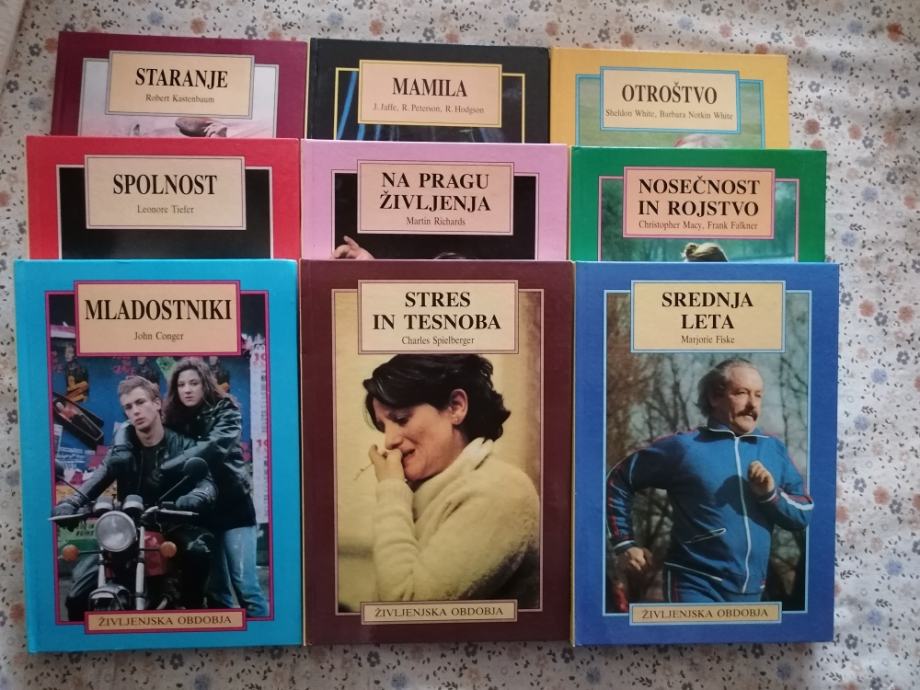 STARANJE
Robert Kastenbaum
MAMILA
J. Jaffe, R. Peterson, R. Hodgson
OTROŠTVO
Sheldon White, Barbara Notkin White
SPOLNOST
Leonore Tiefer
NA PRAGU
ŽIVLJENJA
Martin Richards
NOSEČNOST
IN ROJSTVO
Christopher Macy, Frank Falkner
MLADOSTNIKI
John Conger
ŽIVLJENJSKA OBDOBJA
STRES
IN TESNOBA
Charles Spielberger
ŽIVLJENJSKA OBDOBJA
SREDNJA
LETA
Marjorie Fiske
ŽIVLJENJSKA OBDOBJA